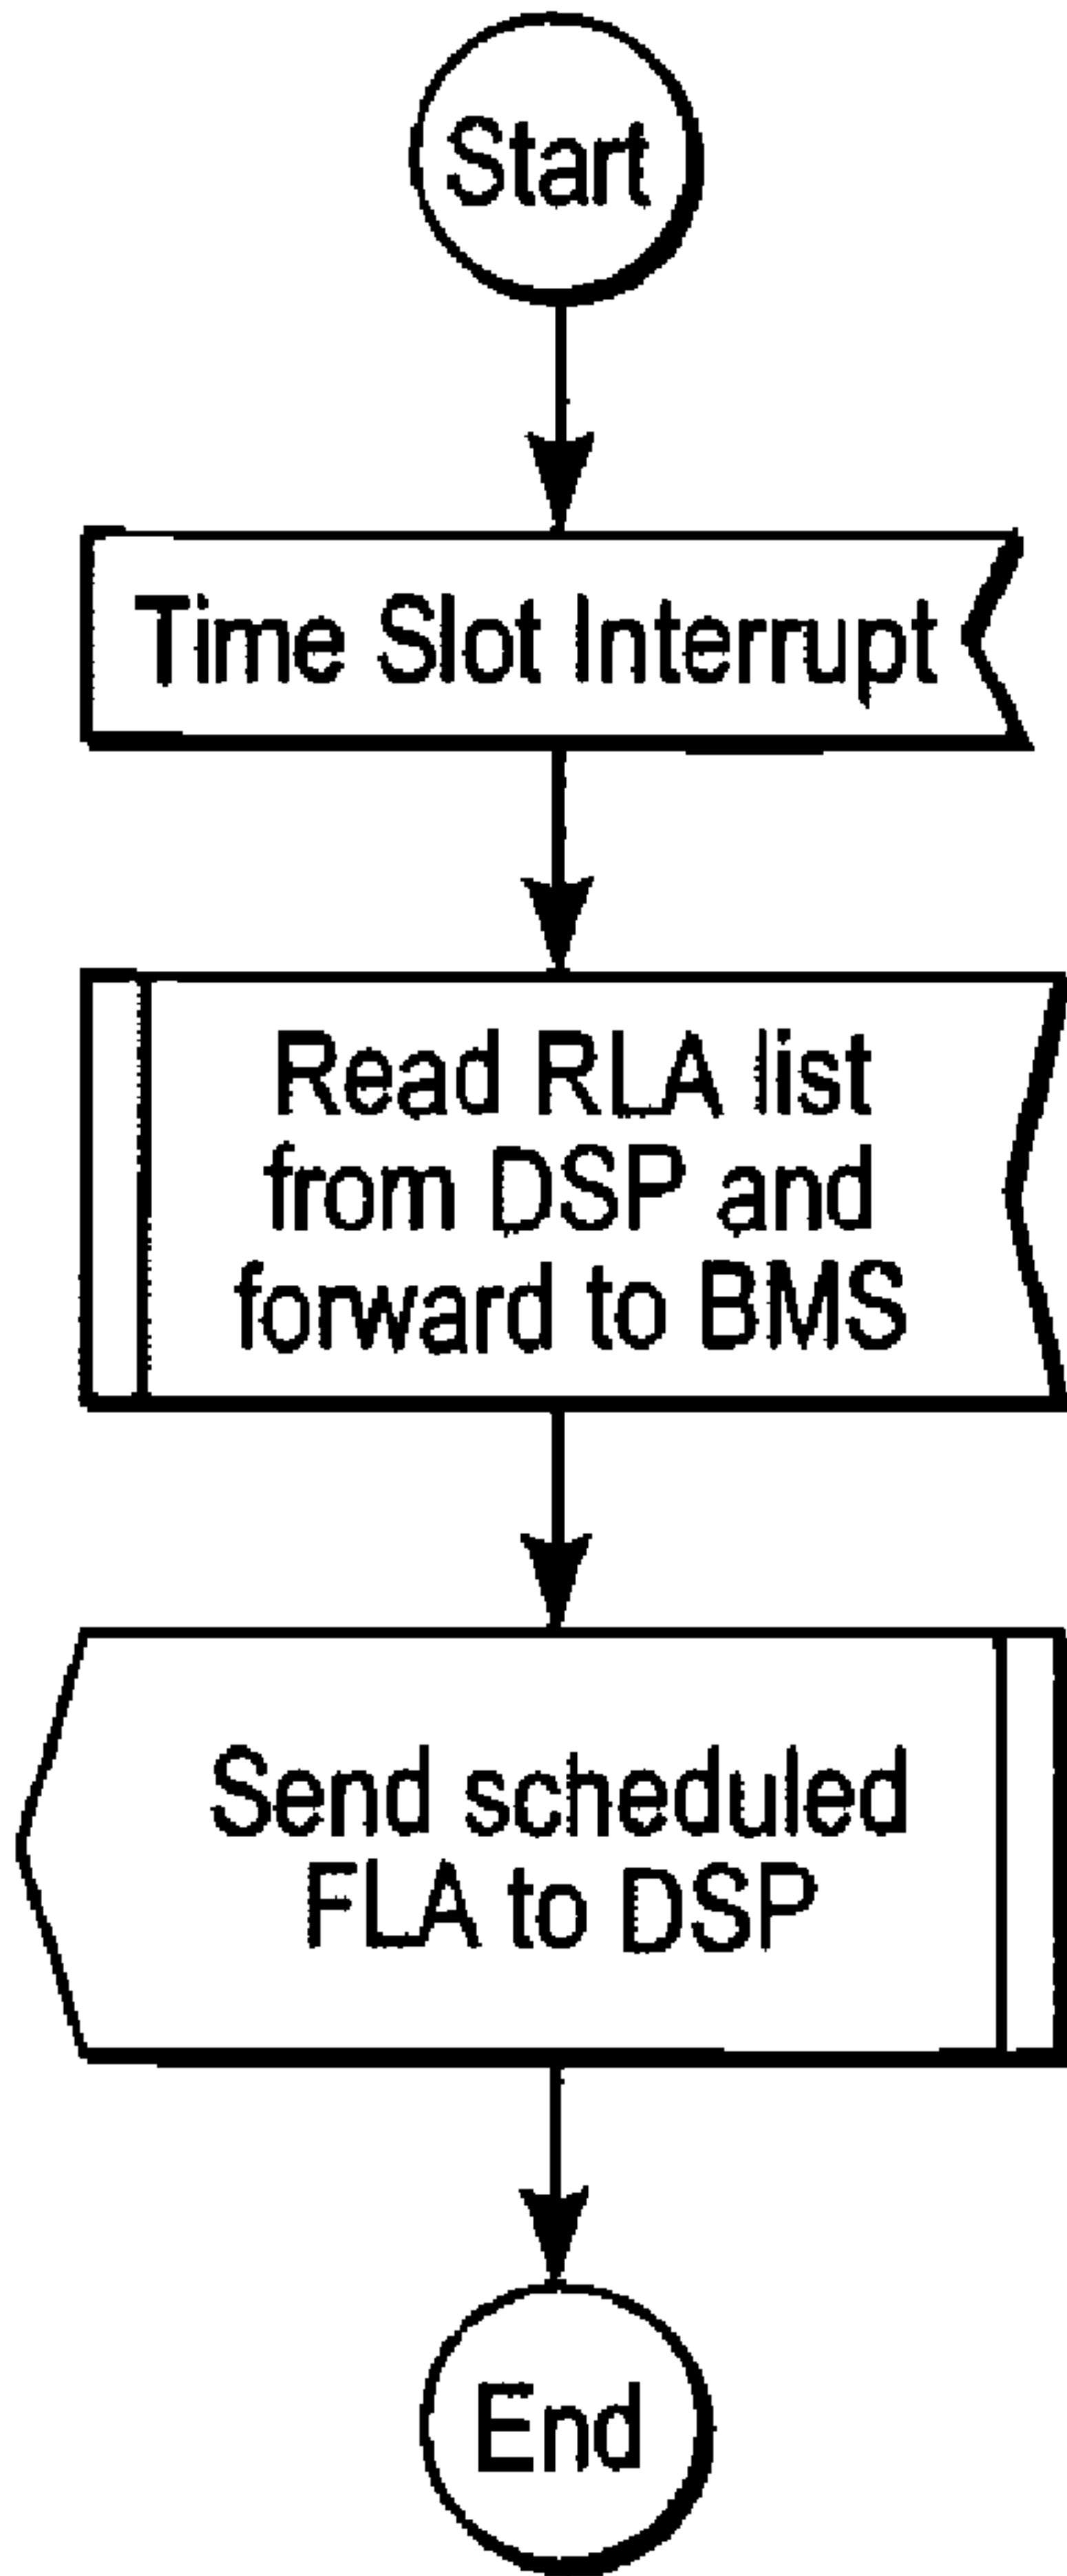 Start
Time Slot Interrupt
Read RLA list
from DSP and
forward to BMS
Send scheduled
FLA to DSP
End